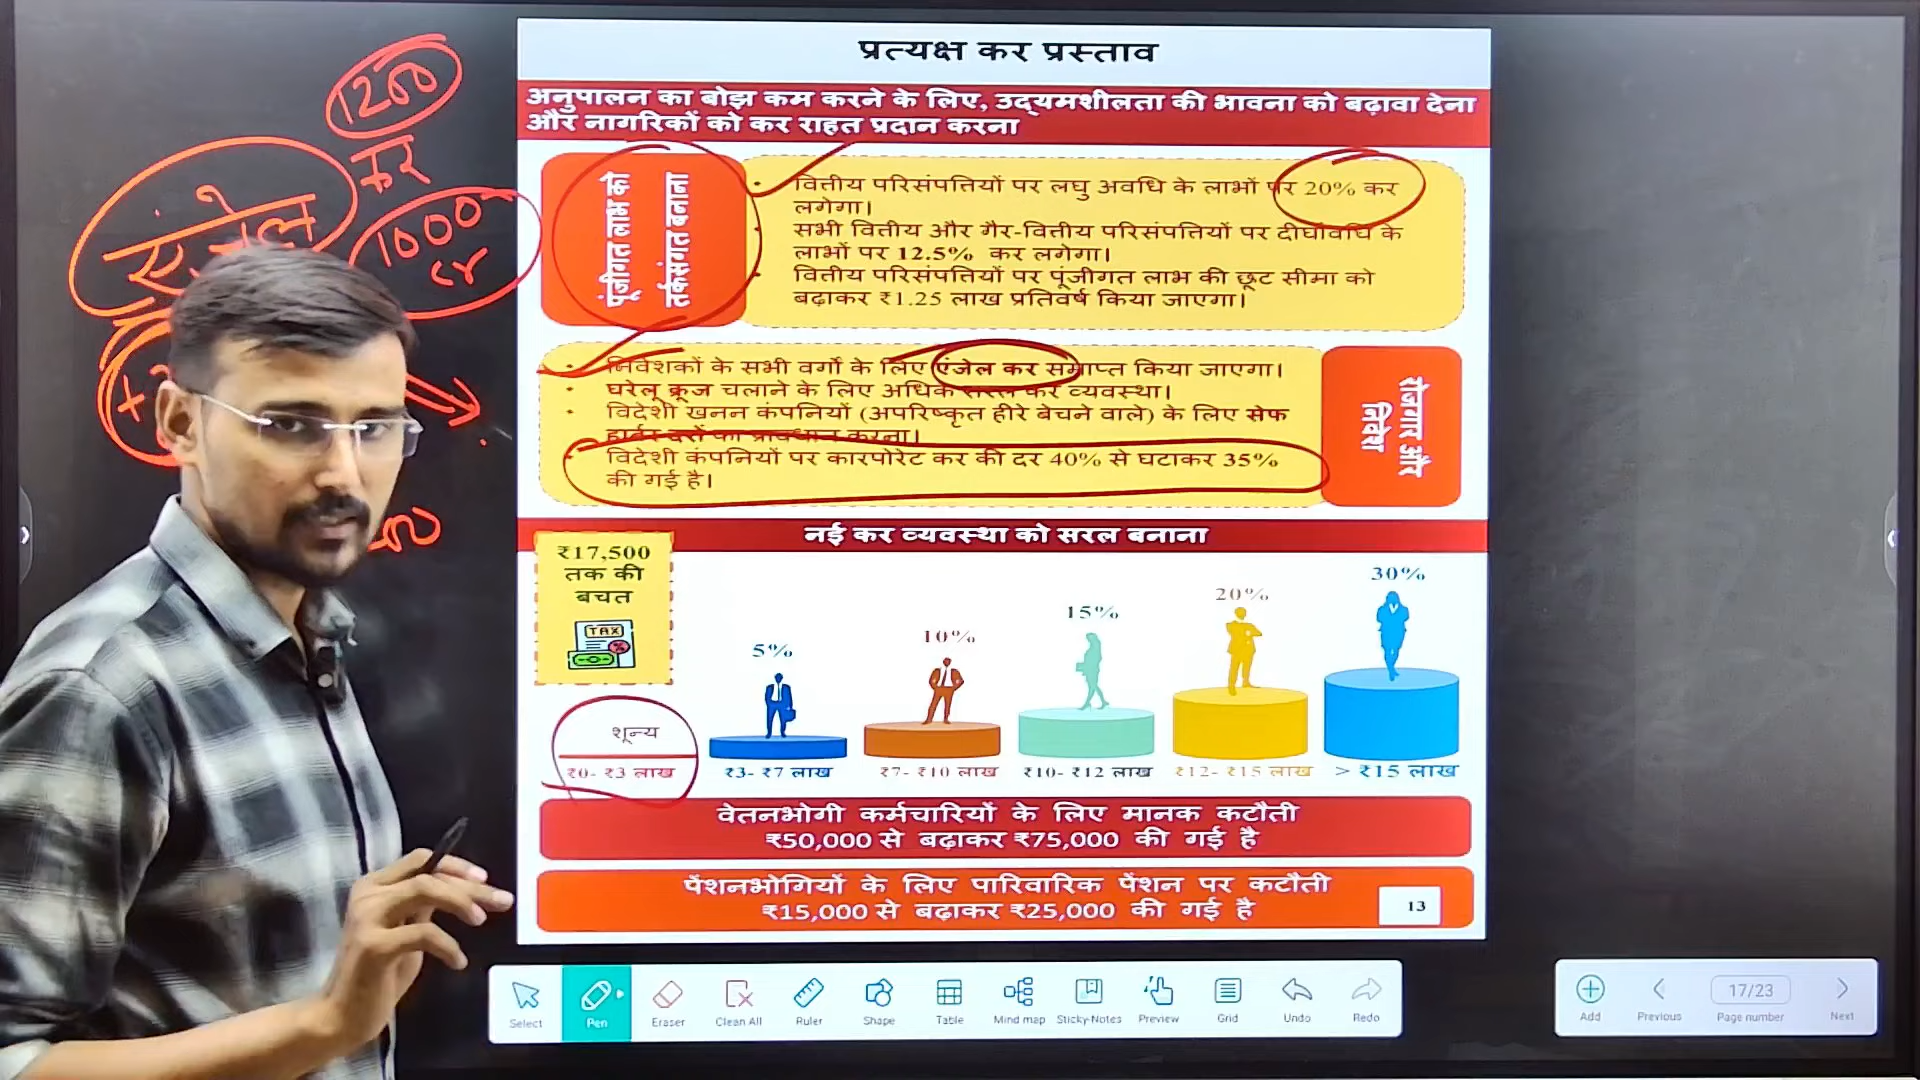 प्रत्यक्ष कर प्रस्ताव
अनुपालन का बोझ कम करने के लिए, उद्यमशीलता की भावना को बढ़ावा देना
और नागरिकों को कर राहत प्रदान करना
पूंजीगत लाभ को
तर्कसंगत बनाना
वित्तीय परिसंपत्तियों पर लघु अवधि के लाभों पर 20% कर
लगेगा।
सभी वित्तीय और गैर-वित्तीय परिसंपत्तियों पर दीर्घावधि के
लाभों पर 12.5% कर लगेगा।
वित्तीय परिसंपत्तियों पर पूंजीगत लाभ की छूट सीमा को
बढ़ाकर ₹1.25 लाख प्रतिवर्ष किया जाएगा।
निवेशकों के सभी वर्गों के लिए एंजेल कर समाप्त किया जाएगा।
घरेलू क्रूज चलाने के लिए अधिक सरल कर व्यवस्था।
विदेशी खनन कंपनियों (अपरिष्कृत हीरे बेचने वाले) के लिए सेफ
हार्बर दरों का प्रावधान करना।
विदेशी कंपनियों पर कारपोरेट कर की दर 40% से घटाकर 35%
की गई है।
रोजगार और
निवेश
नई कर व्यवस्था को सरल बनाना
₹17,500
तक की
बचत
TAX
शून्य
5%
10%
15%
20%
30%
₹0- ₹3 लाख
₹3- ₹7 लाख
₹7- ₹10 लाख
₹10- ₹12 लाख
₹12- ₹15 लाख
> ₹15 लाख
वेतनभोगी कर्मचारियों के लिए मानक कटौती
₹50,000 से बढ़ाकर ₹75,000 की गई है
पेंशनभोगियों के लिए पारिवारिक पेंशन पर कटौती
₹15,000 से बढ़ाकर ₹25,000 की गई है
13
1200
कर
1000
cr
एंजेल
Select
Pen
Eraser
Clean All
Ruler
Shape
Table
Mind map
Sticky-Notes
Preview
Grid
Undo
Redo
Add
Previous
17/23
Page number
Next